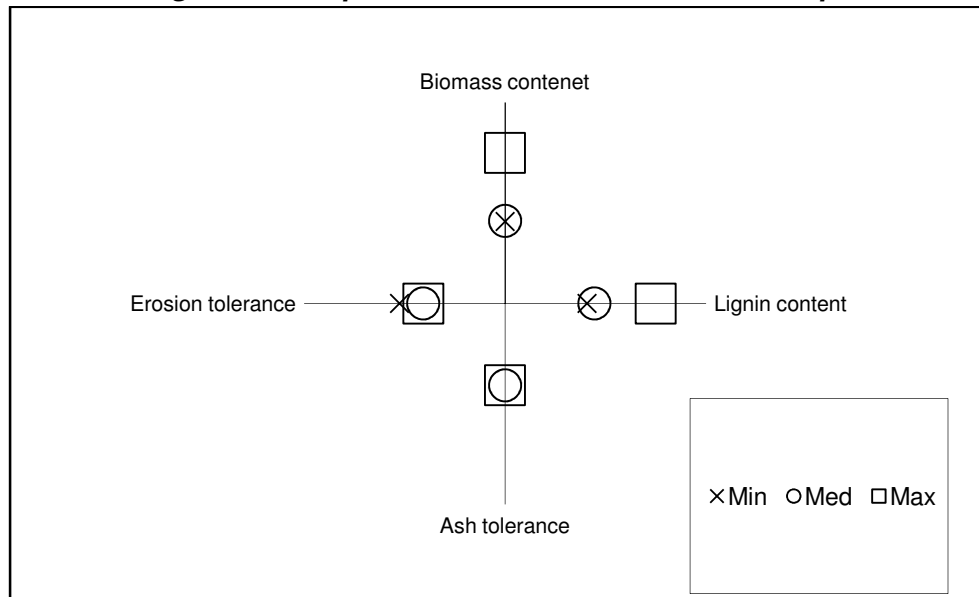 Biomass contenet
Erosion tolerance
Lignin content
Ash tolerance
Min Med Max